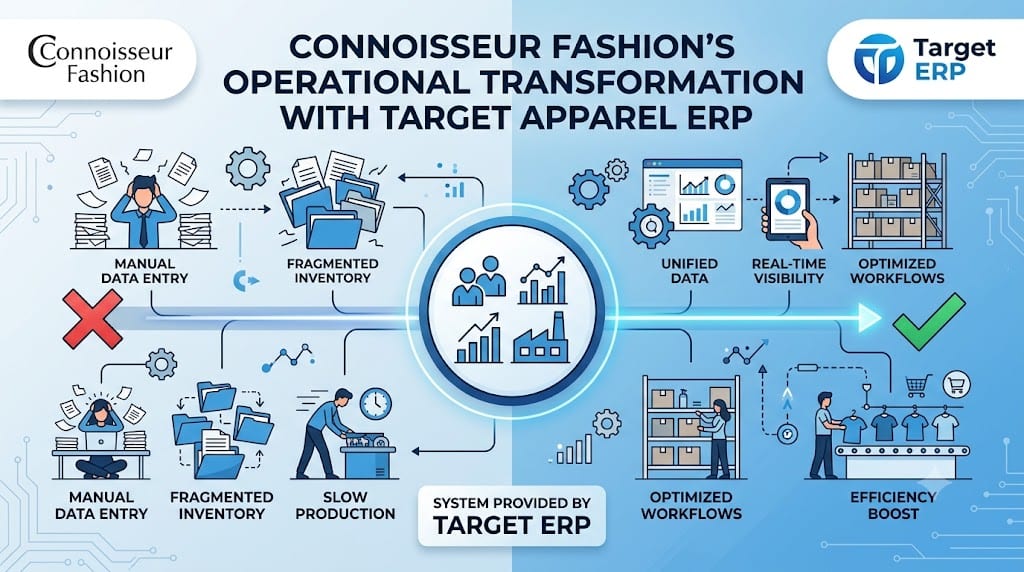 Connoisseur
Fashion
CONNOISSEUR FASHION'S
OPERATIONAL TRANSFORMATION
WITH TARGET APPAREL ERP
Target
ERP
MANUAL
DATA ENTRY
FRAGMENTED
INVENTORY
UNIFIED
DATA
REAL-TIME
VISIBILITY
OPTIMIZED
WORKFLOWS
MANUAL
DATA ENTRY
FRAGMENTED
INVENTORY
SLOW
PRODUCTION
SYSTEM PROVIDED BY
TARGET ERP
OPTIMIZED
WORKFLOWS
EFFICIENCY
BOOST